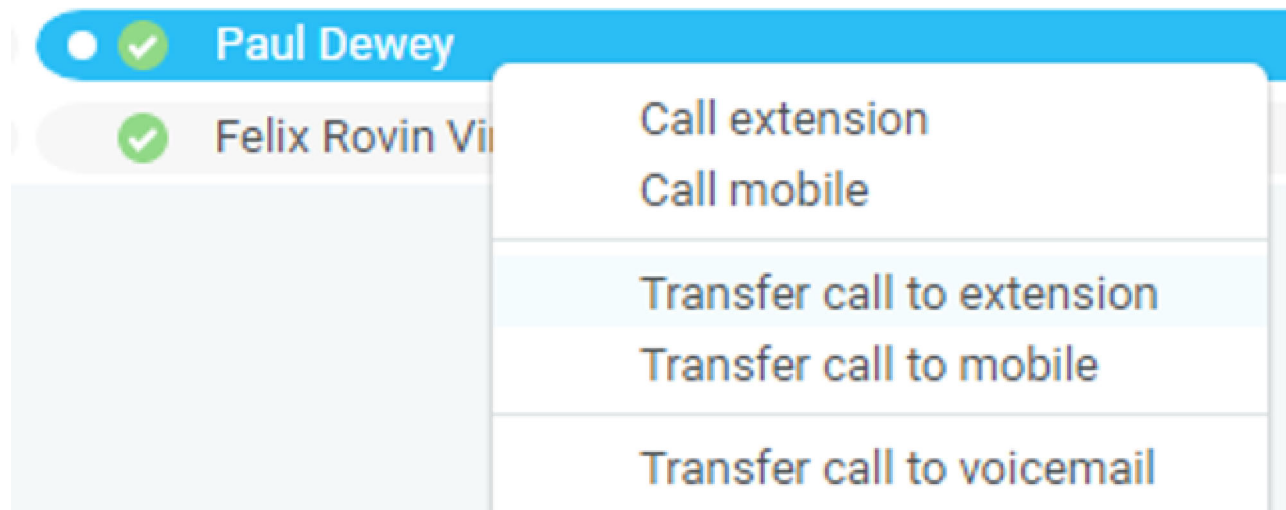 Paul Dewey
Felix Rovin
Call extension
Call mobile
Transfer call to extension
Transfer call to mobile
Transfer call to voicemail